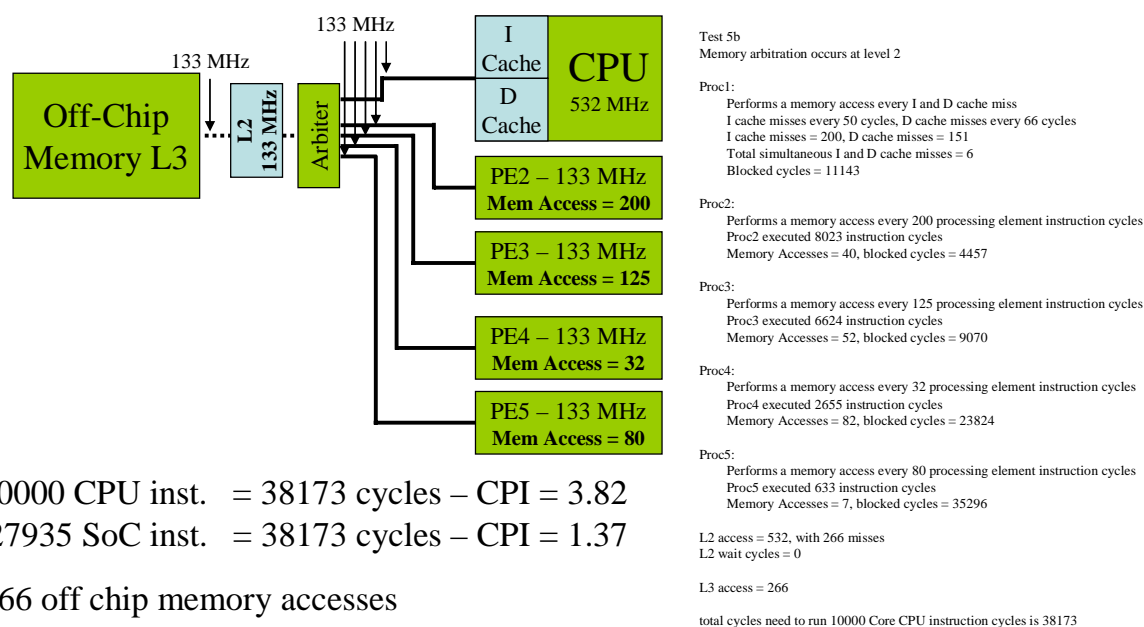 133 MHz
133 MHz
Off-Chip
Memory L3
L2
133 MHz
Arbiter
I
Cache
D
Cache
CPU
532 MHz
PE2 – 133 MHz
Mem Access = 200
PE3 – 133 MHz
Mem Access = 125
PE4 – 133 MHz
Mem Access = 32
PE5 – 133 MHz
Mem Access = 80
0000 CPU inst. = 38173 cycles – CPI = 3.82
27935 SoC inst. = 38173 cycles – CPI = 1.37
66 off chip memory accesses
Test 5b
Memory arbitration occurs at level 2
Proc1:
Performs a memory access every I and D cache miss
I cache misses every 50 cycles, D cache misses every 66 cycles
I cache misses = 200, D cache misses = 151
Total simultaneous I and D cache misses = 6
Blocked cycles = 11143
Proc2:
Performs a memory access every 200 processing element instruction cycles
Proc2 executed 8023 instruction cycles
Memory Accesses = 40, blocked cycles = 4457
Proc3:
Performs a memory access every 125 processing element instruction cycles
Proc3 executed 6624 instruction cycles
Memory Accesses = 52, blocked cycles = 9070
Proc4:
Performs a memory access every 32 processing element instruction cycles
Proc4 executed 2655 instruction cycles
Memory Accesses = 82, blocked cycles = 23824
Proc5:
Performs a memory access every 80 processing element instruction cycles
Proc5 executed 633 instruction cycles
Memory Accesses = 7, blocked cycles = 35296
L2 access = 532, with 266 misses
L2 wait cycles = 0
L3 access = 266
total cycles need to run 10000 Core CPU instruction cycles is 38173